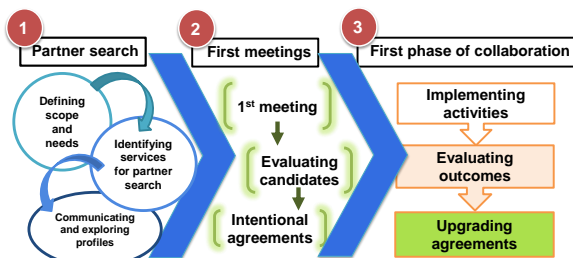 1
Partner search
Defining
scope
and
needs
Identifying
services
for partner
search
Communicating
and exploring
profiles
2
First meetings
1st meeting
Evaluating
candidates
Intentional
agreements
3
First phase of collaboration
Implementing
activities
Evaluating
outcomes
Upgrading
agreements